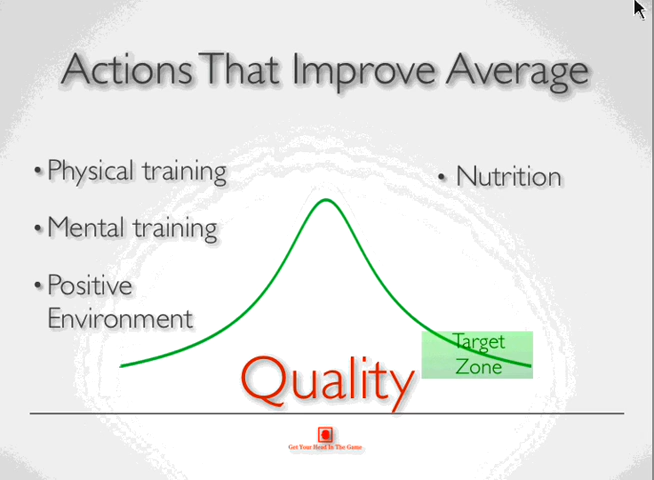 Actions That Improve Average
• Physical training
• Mental training
• Positive
Environment
• Nutrition
Target
Zone
Quality
Get Your Head In The Game